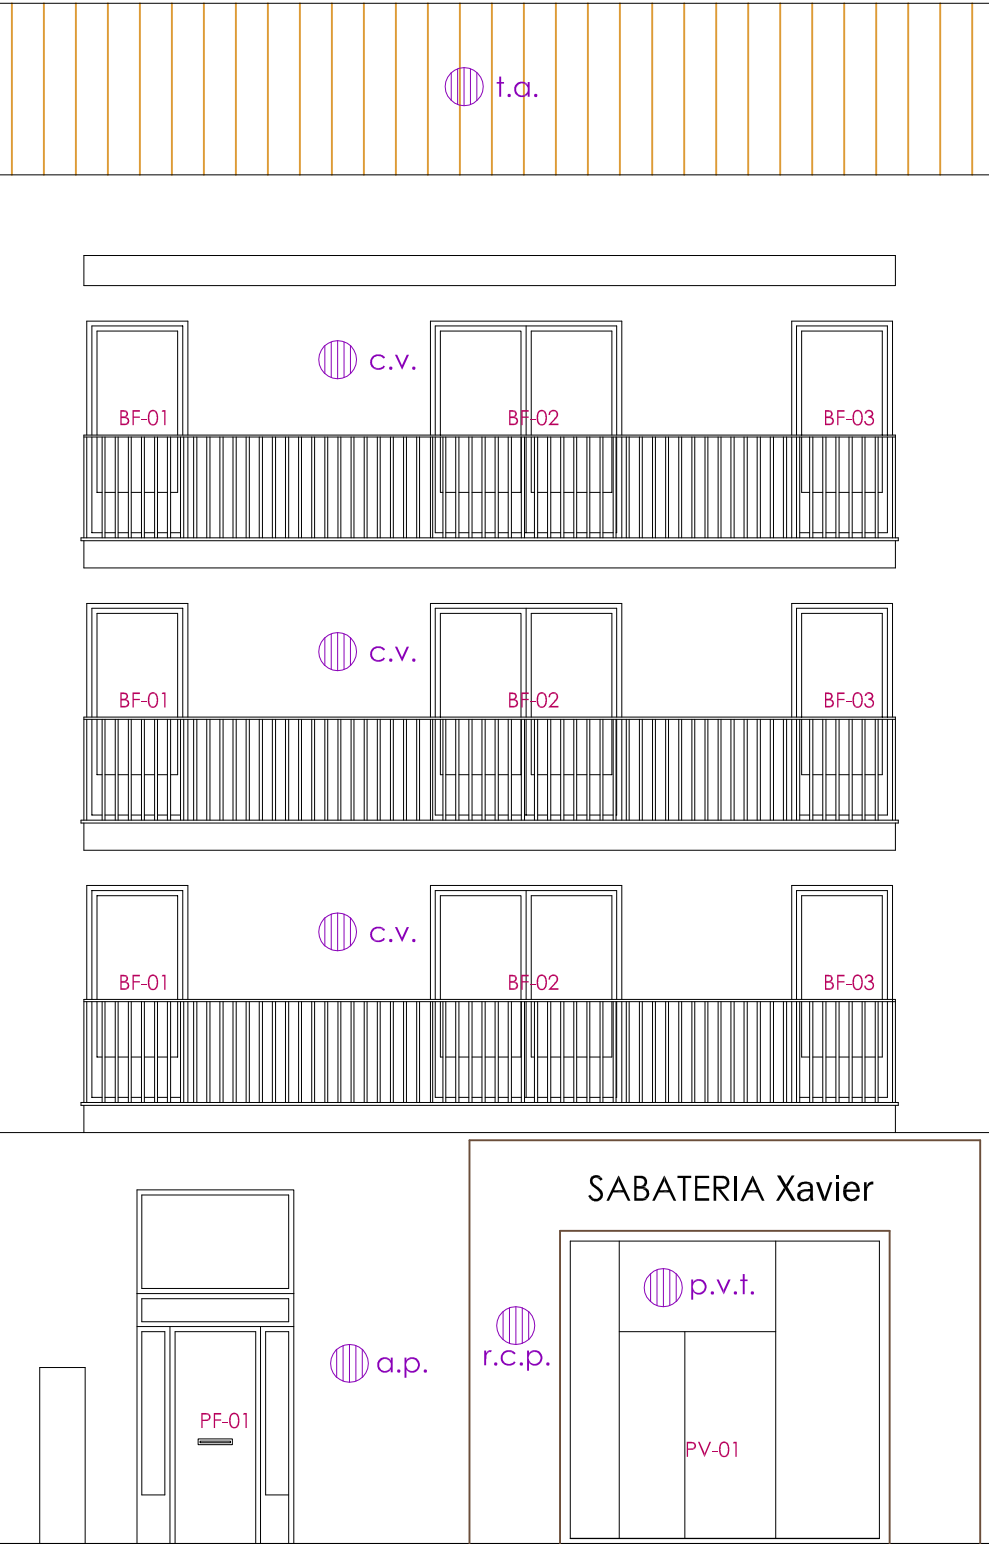 t.a.
c.v.
BF-01 BF-02 BF-03
c.v.
BF-01 BF-02 BF-03
c.v.
BF-01 BF-02 BF-03
SABATERIA Xavier
p.v.t.
r.c.p.
a.p.
PF-01
PV-01